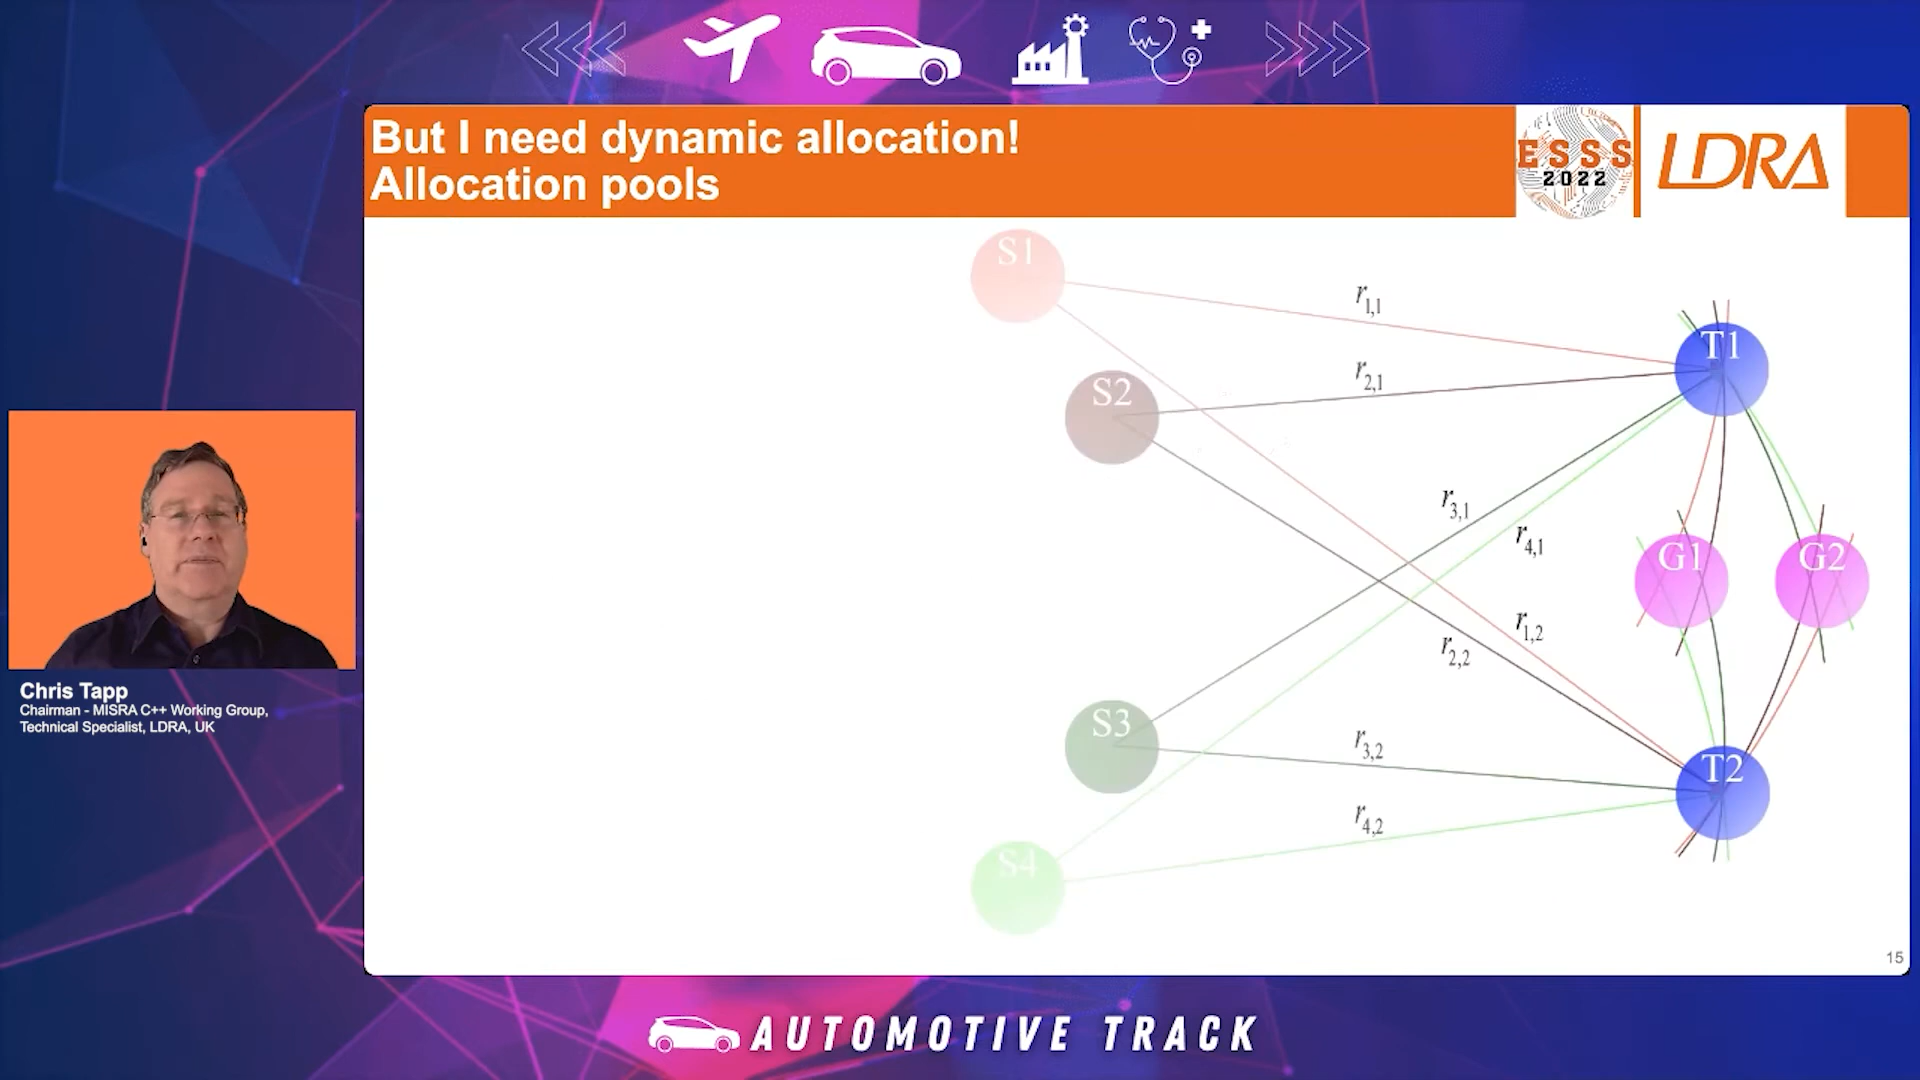 But I need dynamic allocation!
Allocation pools
ESSS
2022
LDRA
S1
r1,1
T1
S2
r2,1
r3,1
r4,1
G1
G2
r1,2
r2,2
S3
r3,2
T2
r4,2
S4
Chris Tapp
Chairman - MISRA C++ Working Group,
Technical Specialist, LDRA, UK
15
AUTOMOTIVE TRACK